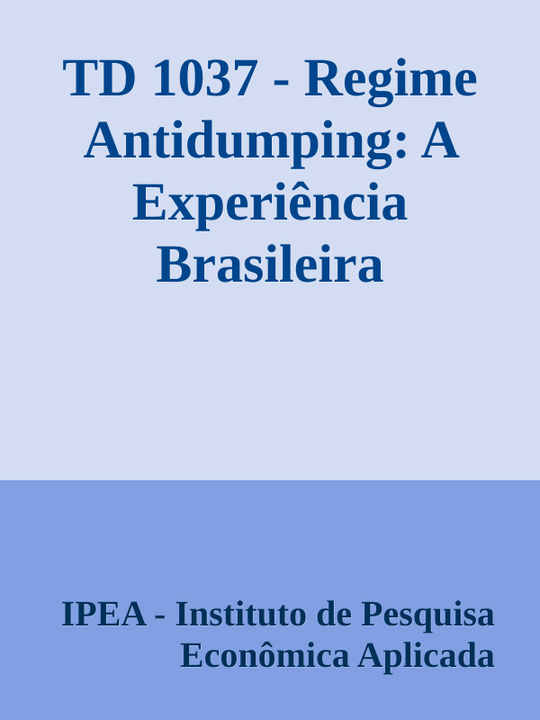 TD 1037 - Regime
Antidumping: A
Experiência
Brasileira
IPEA - Instituto de Pesquisa
Econômica Aplicada